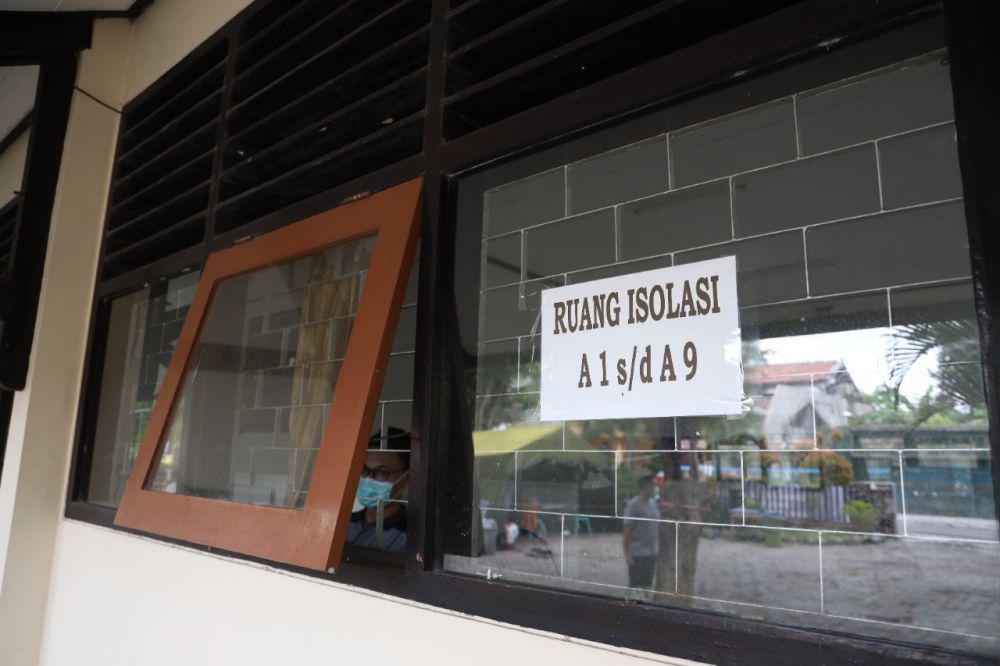 RUANG ISOLASI
A 1 s/d A 9